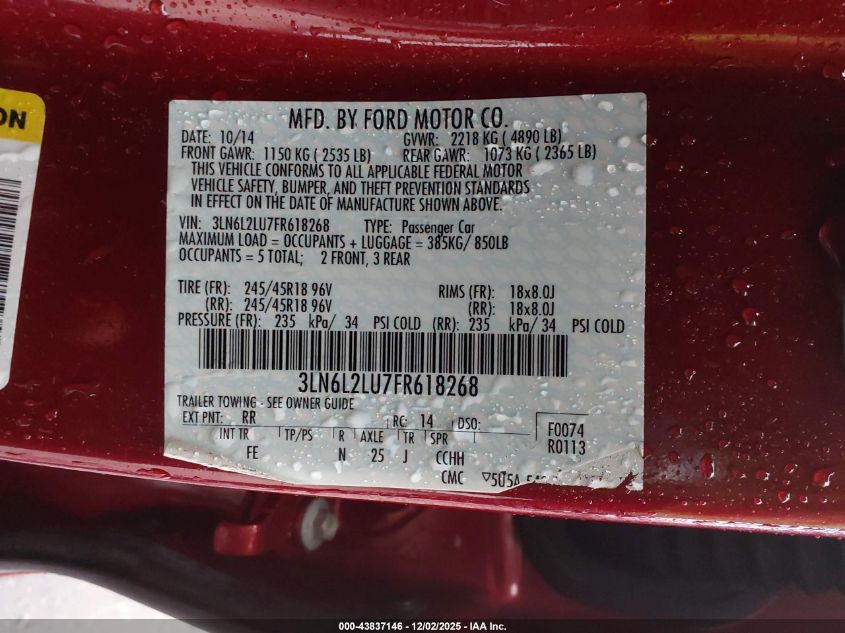 ON
MFD. BY FORD MOTOR CO.
DATE: 10/14 GVWR: 2218 KG ( 4890 LB)
FRONT GAWR: 1150 KG ( 2535 LB) REAR GAWR: 1073 KG ( 2365 LB)
THIS VEHICLE CONFORMS TO ALL APPLICABLE FEDERAL MOTOR
VEHICLE SAFETY, BUMPER, AND THEFT PREVENTION STANDARDS
IN EFFECT ON THE DATE OF MANUFACTURE SHOWN ABOVE.
VIN: 3LN6L2LU7FR618268 TYPE: Passenger Car
MAXIMUM LOAD = OCCUPANTS + LUGGAGE = 385KG/ 850LB
OCCUPANTS = 5 TOTAL; 2 FRONT, 3 REAR
TIRE (FR): 245/45R18 96V RIMS (FR): 18x8.0J
(RR): 245/45R18 96V (RR): 18x8.0J
PRESSURE (FR): 235 kPa/ 34 PSI COLD (RR): 235 kPa/ 34 PSI COLD
3LN6L2LU7FR618268
TRAILER TOWING - SEE OWNER GUIDE
EXT PNT: RR RC: 14 DSO: F0074
INT TR TP/PS R AXLE TR SPR R0113
FE N 25 J CCHH
CMC
000-43837146 - 12/02/2025 - IAA Inc.